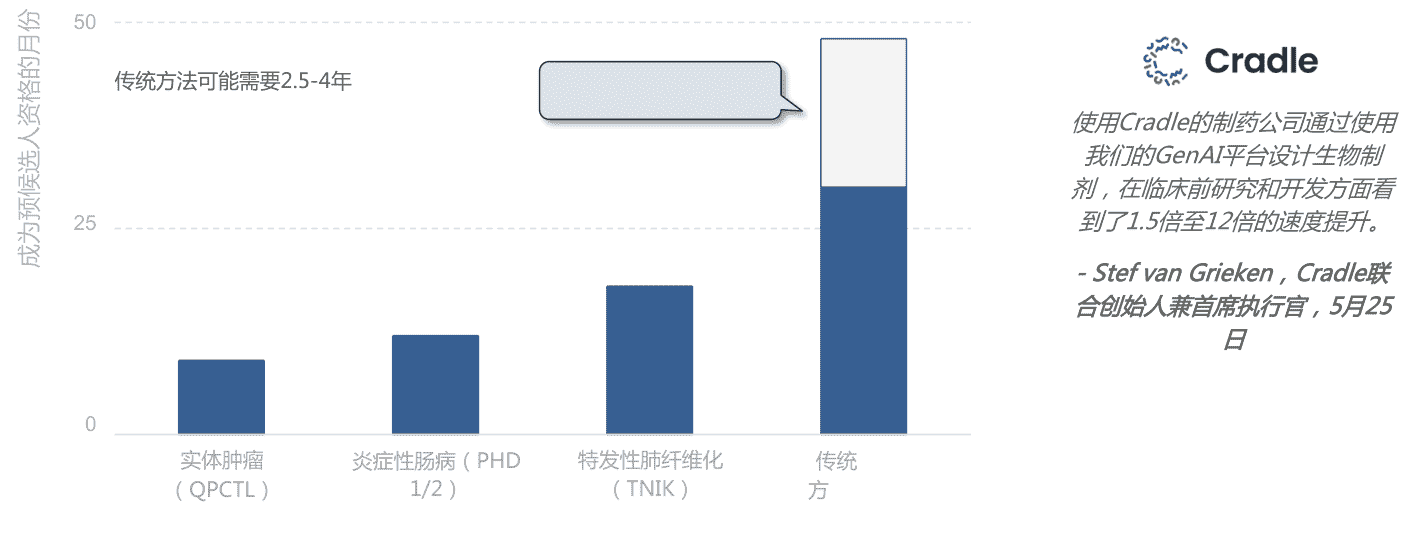 成为预候选人资格的月份
50
25
0
传统方法可能需要2.5-4年
实体肿瘤
（QPCTL）
炎症性肠病（PHD
1/2）
特发性肺纤维化
（TNIK）
传统
方
Cradle
使用Cradle的制药公司通过使用
我们的GenAI平台设计生物制
剂，在临床前研究和开发方面看
到了1.5倍至12倍的速度提升。
- Stef van Grieken，Cradle联
合创始人兼首席执行官，5月25
日